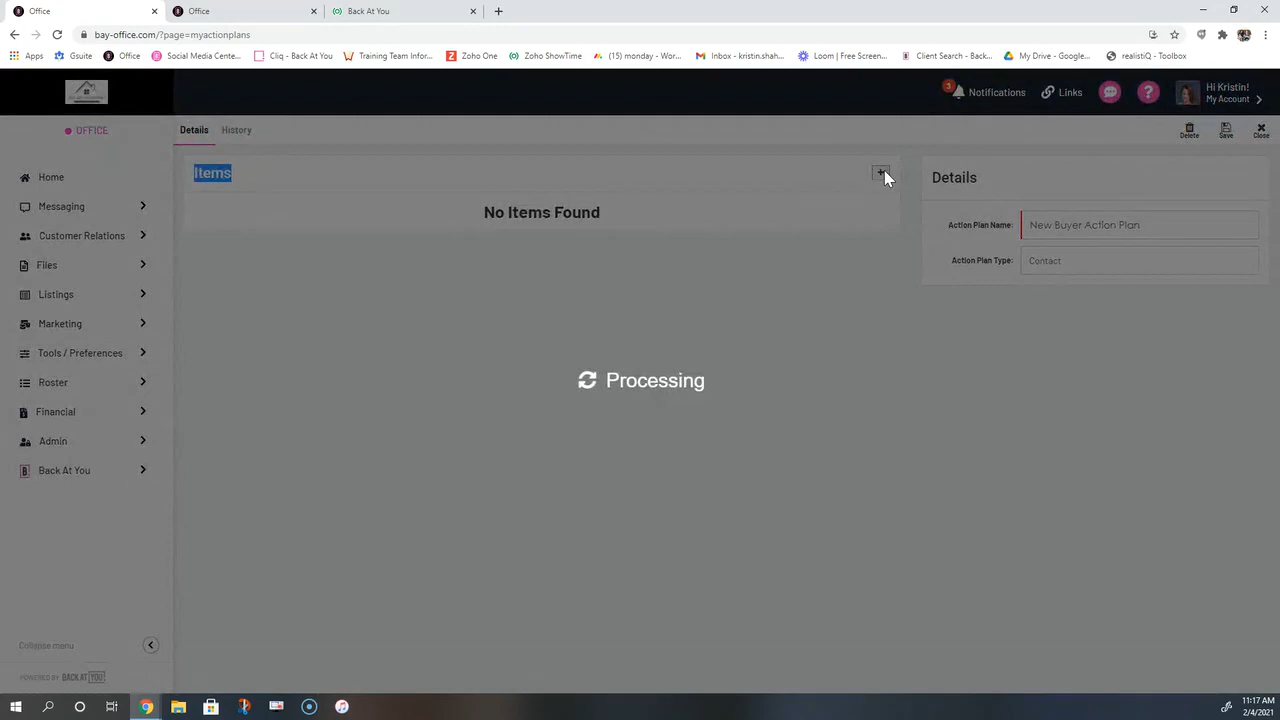 Office
Office
Back At You
bay-office.com/?page=myactionplans
Apps
Gsuite
Office
Social Media Cente...
Cliq - Back At You
Training Team Infor...
Zoho One
Zoho ShowTime
(15) monday - Wor...
Inbox - kristin.shah...
Loom | Free Screen...
Client Search - Back...
My Drive - Google...
realistiQ - Toolbox
3
Notifications
Links
Hi Kristin!
My Account
OFFICE
Details
History
Delete
Save
Close
Home
Messaging
Customer Relations
Files
Listings
Marketing
Tools / Preferences
Roster
Financial
Admin
Back At You
Items
No Items Found
Details
Action Plan Name:
New Buyer Action Plan
Action Plan Type:
Contact
Processing
Collapse menu
POWERED BY BACK AT YOU
11:17 AM
2/4/2021